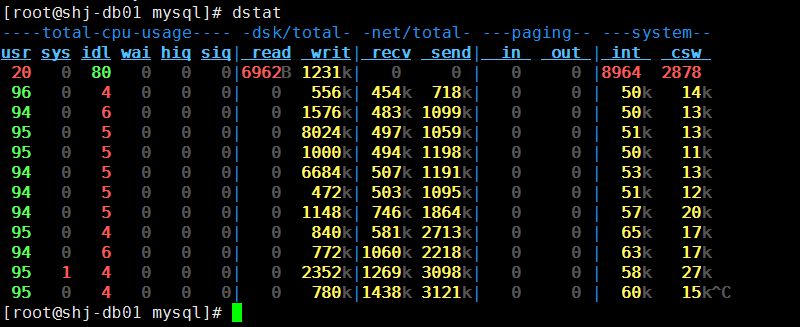 [root@shj-db01 mysql]# dstat
----total-cpu-usage---- -dsk/total- -net/total- ---paging-- ---system--
usr sys idl wai hiq siq| read  writ| recv  send|  in   out | int   csw
 20   0  80   0   0   0|6962B 1231k|   0     0 |   0     0 |8964  2878
 96   0   4   0   0   0|   0   556k| 454k  718k|   0     0 |  50k   14k
 94   0   6   0   0   0|   0  1576k| 483k 1099k|   0     0 |  50k   13k
 95   0   5   0   0   0|   0  8024k| 497k 1059k|   0     0 |  51k   13k
 95   0   5   0   0   0|   0  1000k| 494k 1198k|   0     0 |  50k   11k
 94   0   5   0   0   0|   0  6684k| 507k 1191k|   0     0 |  53k   13k
 94   0   5   0   0   0|   0   472k| 503k 1095k|   0     0 |  51k   12k
 94   0   5   0   0   0|   0  1148k| 746k 1864k|   0     0 |  57k   20k
 95   0   4   0   0   0|   0   840k| 581k 2713k|   0     0 |  65k   17k
 94   0   6   0   0   0|   0   772k|1060k 2218k|   0     0 |  63k   17k
 95   1   4   0   0   0|   0  2352k|1269k 3098k|   0     0 |  58k   27k
 95   0   4   0   0   0|   0   780k|1438k 3121k|   0     0 |  60k   15k^C
[root@shj-db01 mysql]#